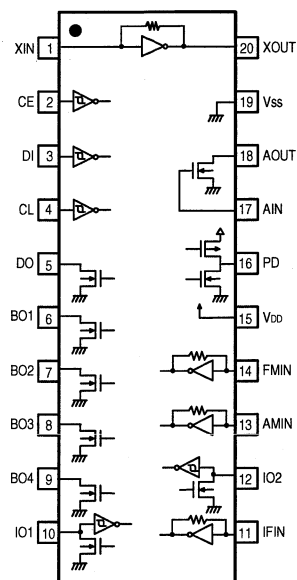 XIN 1 20 XOUT
CE 2 19 Vss
DI 3 18 AOUT
CL 4 17 AIN
DO 5 16 PD
BO1 6 15 VDD
BO2 7 14 FMIN
BO3 8 13 AMIN
BO4 9 12 IO2
IO1 10 11 IFIN